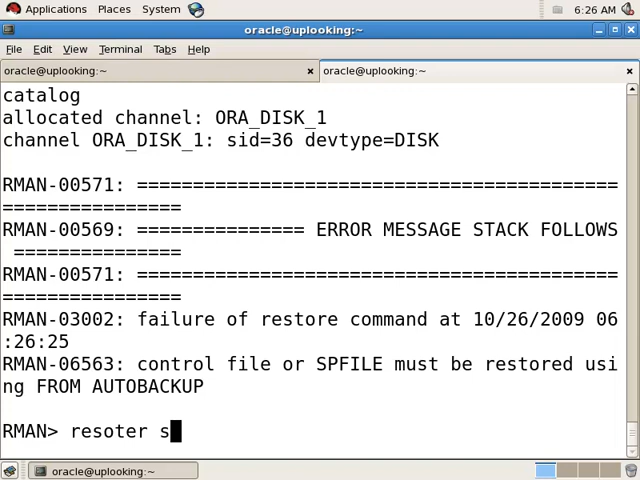 Applications Places System 6:26 AM
oracle@uplooking:~
File Edit View Terminal Tabs Help
oracle@uplooking:~ oracle@uplooking:~
catalog
allocated channel: ORA_DISK_1
channel ORA_DISK_1: sid=36 devtype=DISK
RMAN-00571: =========================================
================
RMAN-00569: =============== ERROR MESSAGE STACK FOLLOWS
===============
RMAN-00571: =========================================
================
RMAN-03002: failure of restore command at 10/26/2009 06
:26:25
RMAN-06563: control file or SPFILE must be restored usi
ng FROM AUTOBACKUP
RMAN> resoter s
oracle@uplooking:~